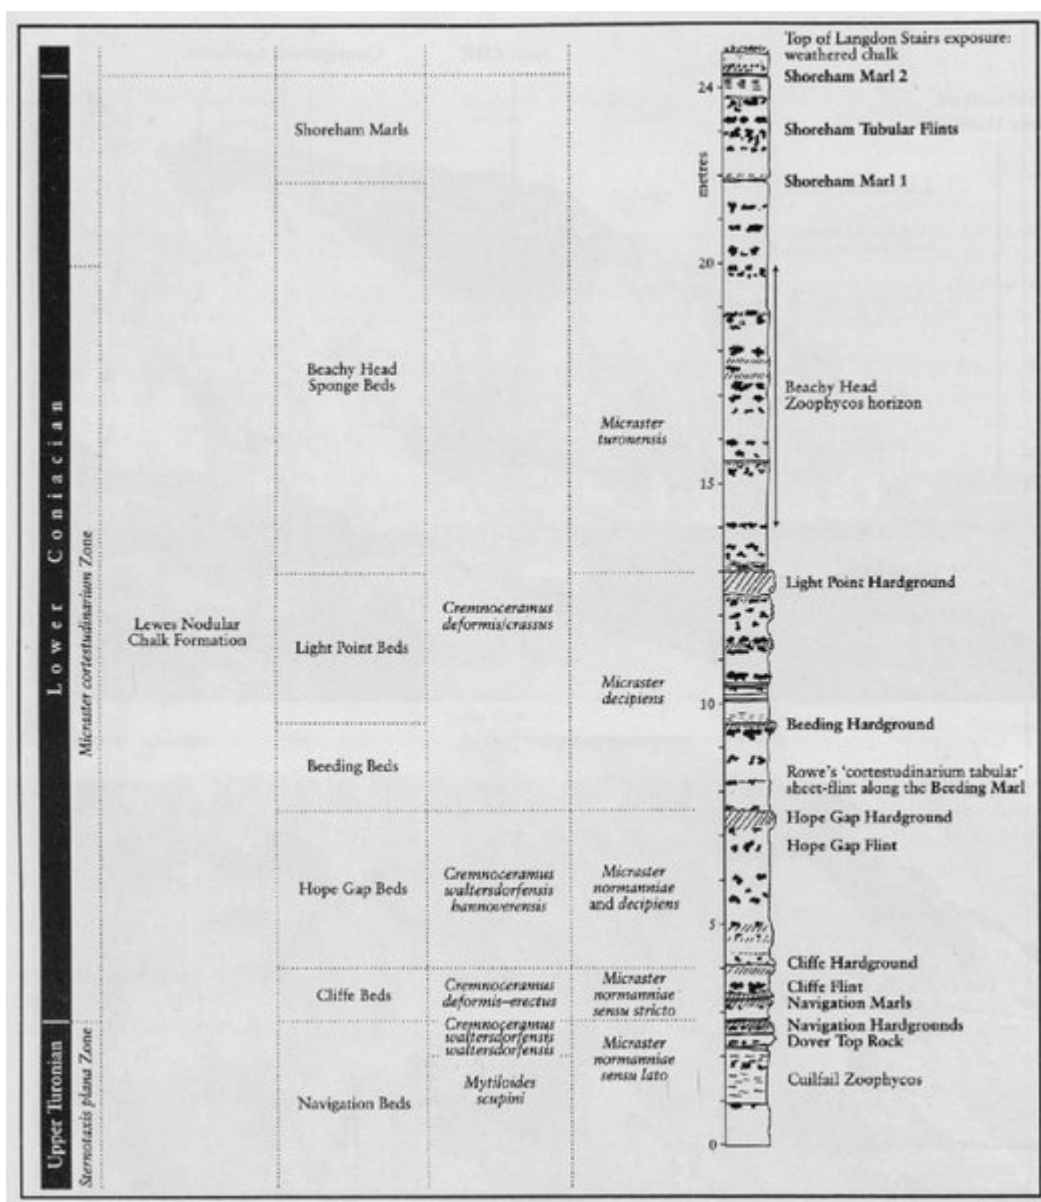 Lower Coniacian
Upper Turonian
Micraster cortestudinarium Zone
Sternotaxis plana Zone
Lewes Nodular
Chalk Formation
Shoreham Marls
Beachy Head
Sponge Beds
Light Point Beds
Beeding Beds
Hope Gap Beds
Cliffe Beds
Navigation Beds
Cremnoceramus
deformis/crassus
Cremnoceramus
waltersdorfensis
hannoverensis
Cremnoceramus
deformis–erectus
Cremnoceramus
waltersdorfensis
waltersdorfensis
Mytiloides
scupini
Micraster
turonensis
Micraster
decipiens
Micraster
normanniae
and decipiens
Micraster
normanniae
sensu stricto
Micraster
normanniae
sensu lato
metres
24
20
15
10
5
0
Top of Langdon Stairs exposure:
weathered chalk
Shoreham Marl 2
Shoreham Tubular Flints
Shoreham Marl 1
Beachy Head
Zoophycos horizon
Light Point Hardground
Beeding Hardground
Rowe's 'cortestudinarium tabular'
sheet-flint along the Beeding Marl
Hope Gap Hardground
Hope Gap Flint
Cliffe Hardground
Cliffe Flint
Navigation Marls
Navigation Hardgrounds
Dover Top Rock
Cuilfail Zoophycos